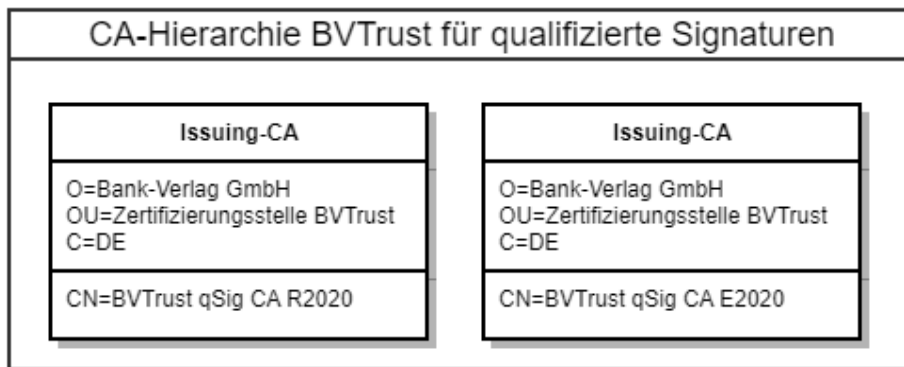 CA-Hierarchie BVTrust für qualifizierte Signaturen
Issuing-CA
O=Bank-Verlag GmbH
OU=Zertifizierungsstelle BVTrust
C=DE
CN=BVTrust qSig CA R2020
Issuing-CA
O=Bank-Verlag GmbH
OU=Zertifizierungsstelle BVTrust
C=DE
CN=BVTrust qSig CA E2020